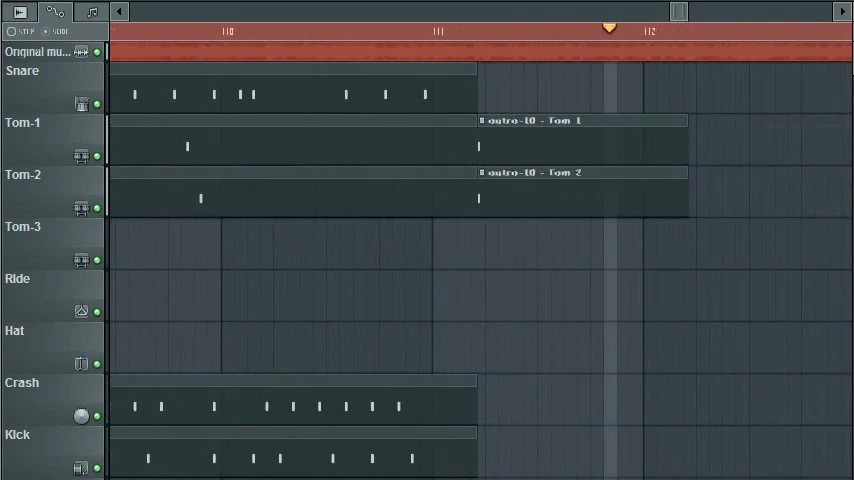 STEP SLIDE
110 111 112
Original mu...
Snare
Tom-1
outro-10 - Tom 1
Tom-2
outro-10 - Tom 2
Tom-3
Ride
Hat
Crash
Kick